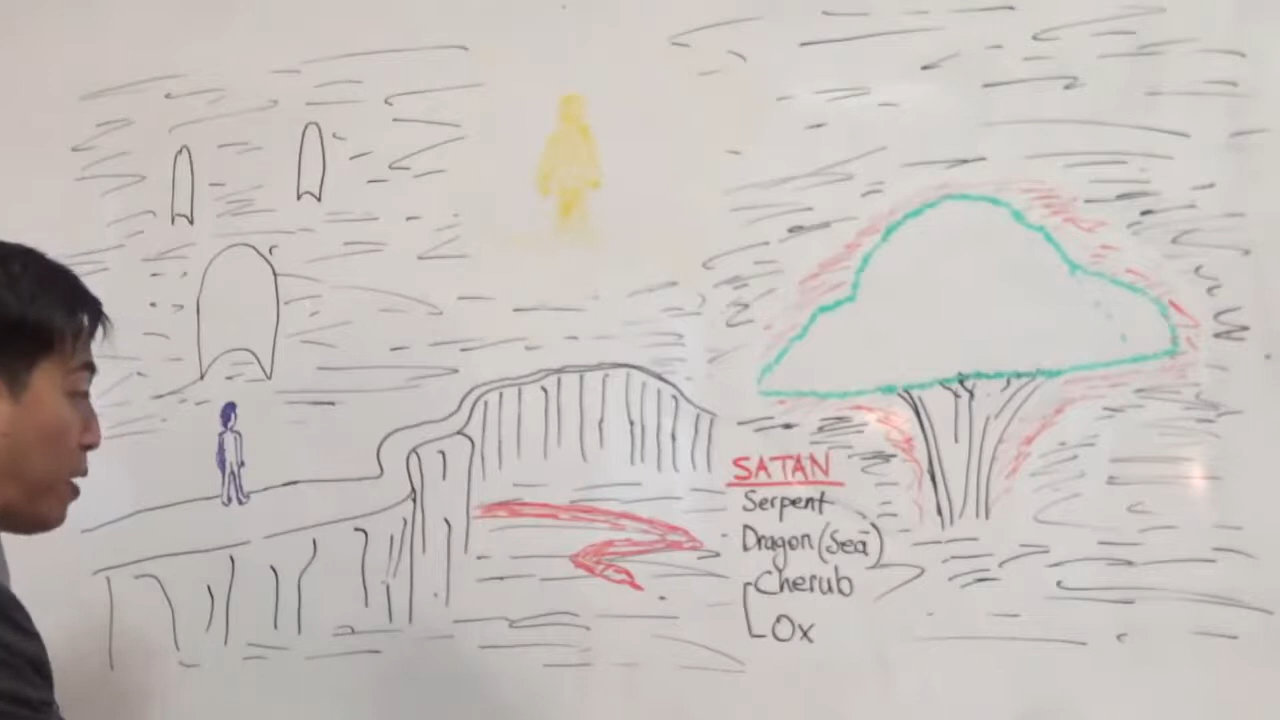 SATAN
Serpent
Dragon (Sea)
Cherub
Ox